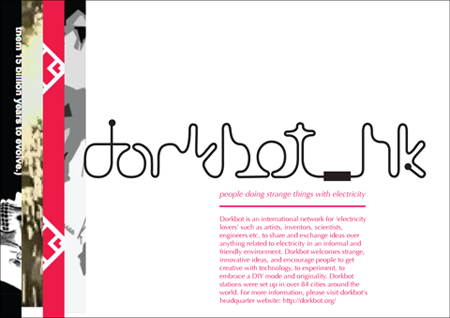 them 15 billion years to evolve.)
dorkbot_hk
people doing strange things with electricity
Dorkbot is an international network for 'electricity
lovers' such as artists, inventors, scientists,
engineers etc. to share and exchange ideas over
anything related to electricity in an informal and
friendly environment. Dorkbot welcomes strange,
innovative ideas, and encourage people to get
creative with technology, to experiment, to
embrace a DIY mode and originality. Dorkbot
stations were set up in over 84 cities around the
world. For more information, please visit dorkbot's
headquarter website: http://dorkbot.org/